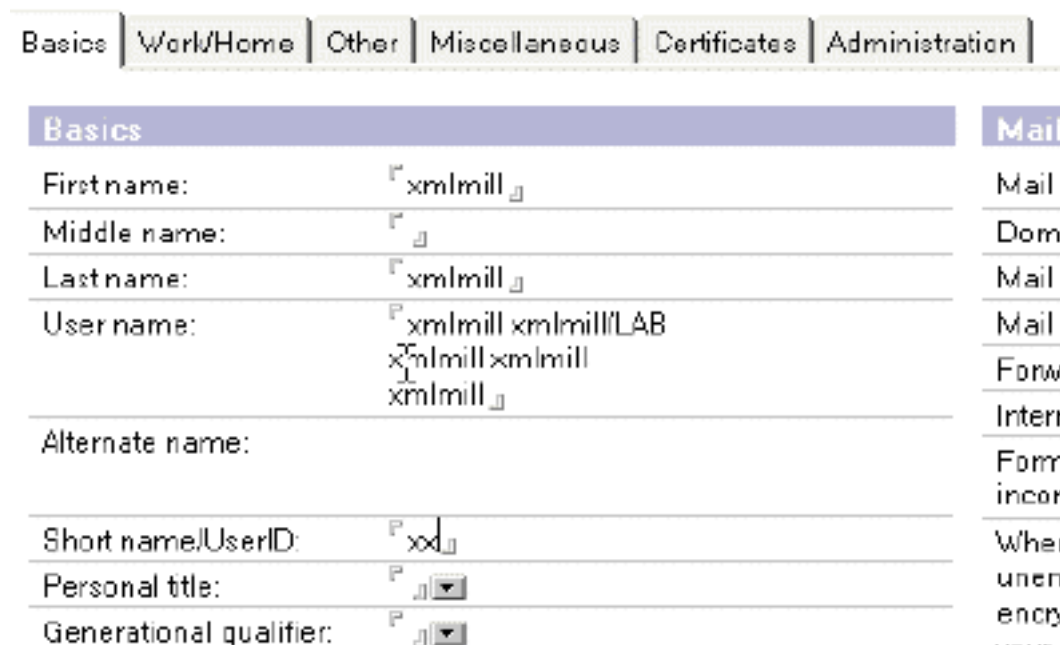 Basics Work/Home Other Miscellaneous Certificates Administration
Basics
First name: xmlmill
Middle name:
Last name: xmlmill
User name: xmlmill xmlmill/LAB
xmlmill xmlmill
xmlmill
Alternate name:
Short name/UserID: xx
Personal title:
Generational qualifier:
Mail
Mail
Dom
Mail
Mail
Forw
Inter
Form
incor
When
unen
encry